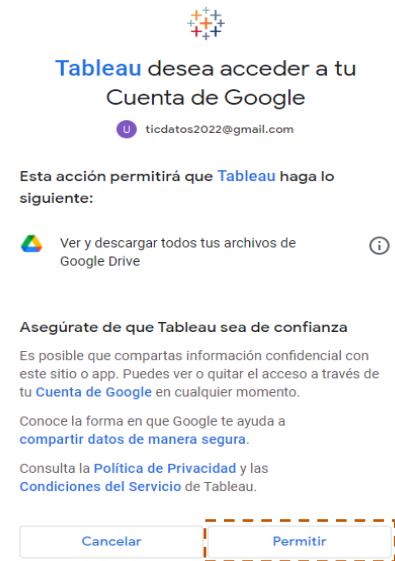 Tableau desea acceder a tu
Cuenta de Google
U ticdatos2022@gmail.com
Esta acción permitirá que Tableau haga lo
siguiente:
Ver y descargar todos tus archivos de
Google Drive
Asegúrate de que Tableau sea de confianza
Es posible que compartas información confidencial con
este sitio o app. Puedes ver o quitar el acceso a través de
tu Cuenta de Google en cualquier momento.
Conoce la forma en que Google te ayuda a
compartir datos de manera segura.
Consulta la Política de Privacidad y las
Condiciones del Servicio de Tableau.
Cancelar Permitir